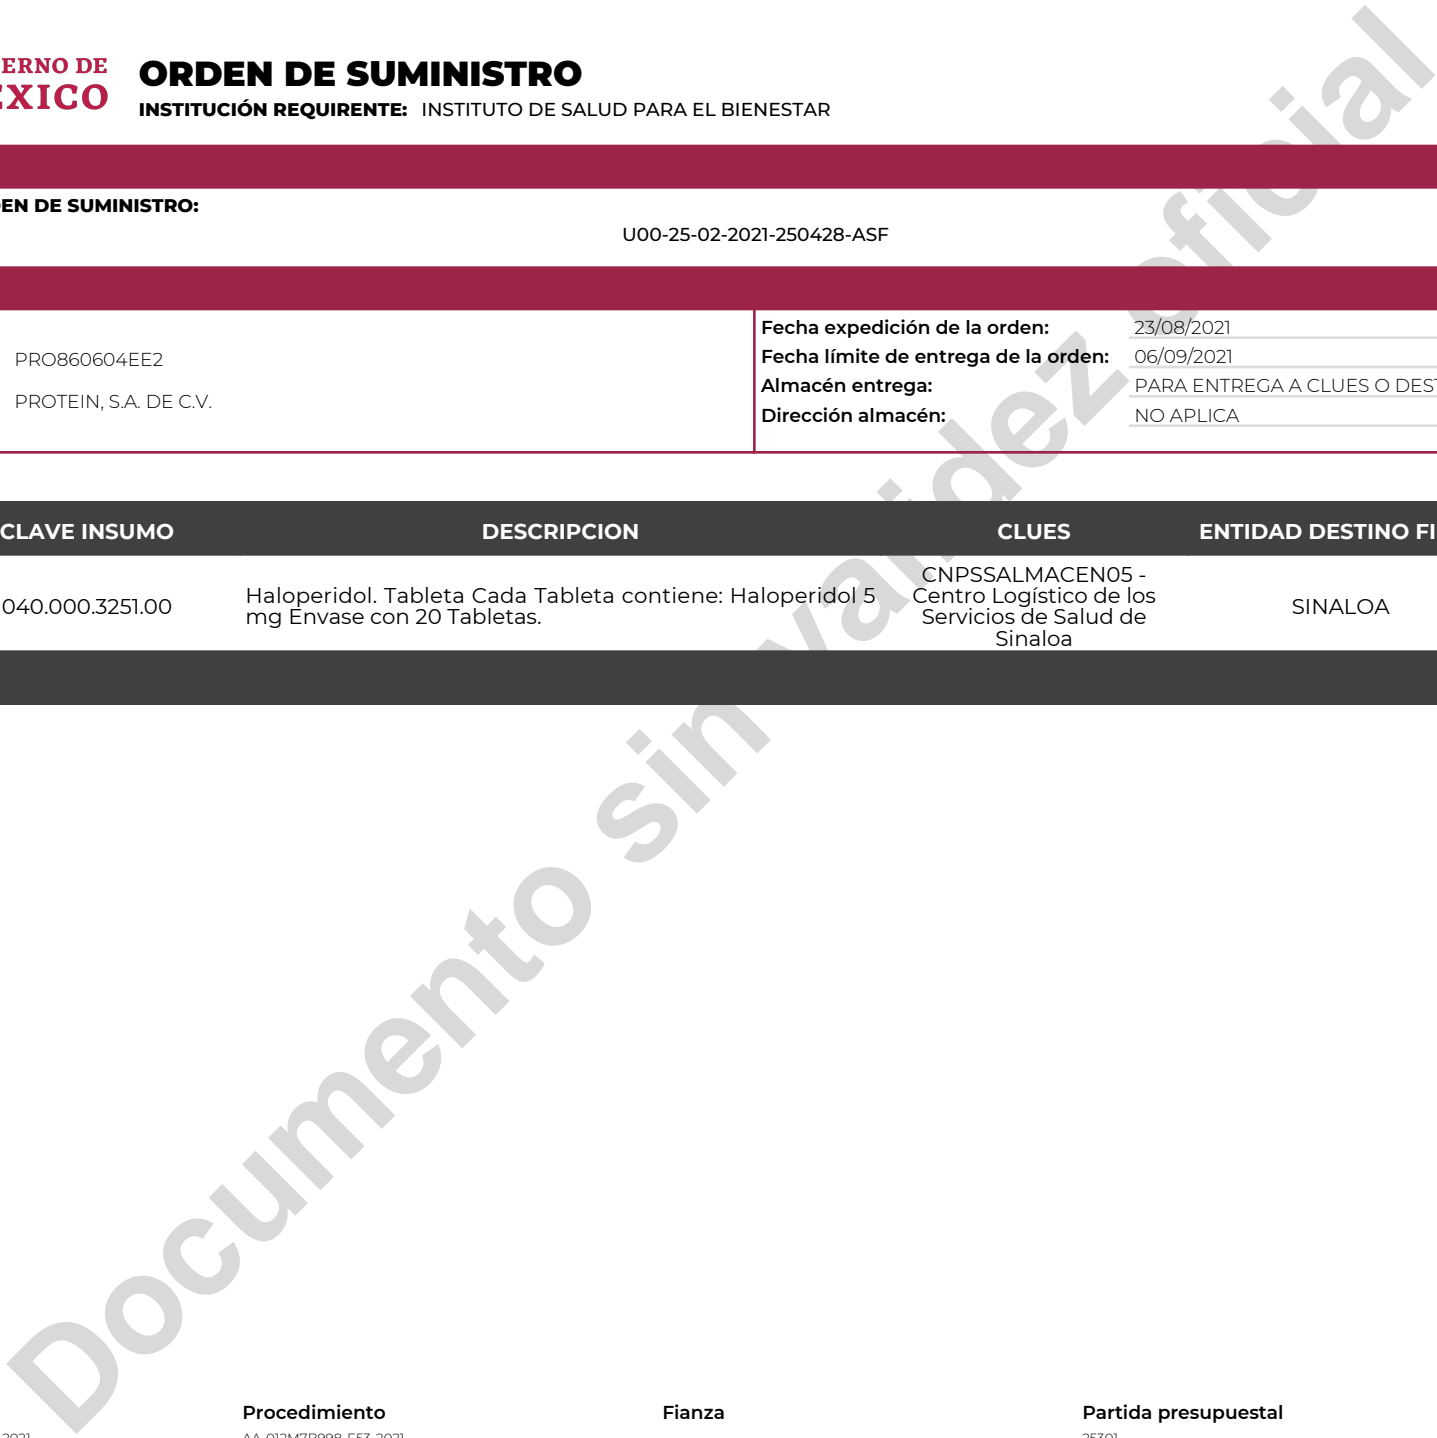 ERNO DE
ORDEN DE SUMINISTRO
INSTITUCIÓN REQUIRENTE: INSTITUTO DE SALUD PARA EL BIENESTAR
EN DE SUMINISTRO:
U00-25-02-2021-250428-ASF
PRO860604EE2
PROTEIN, S.A. DE C.V.
Fecha expedición de la orden: 23/08/2021
Fecha límite de entrega de la orden: 06/09/2021
Almacén entrega: PARA ENTREGA A CLUES O DEST
Dirección almacén: NO APLICA
CLAVE INSUMO DESCRIPCION CLUES ENTIDAD DESTINO FI
040.000.3251.00
Haloperidol. Tableta Cada Tableta contiene: Haloperidol 5
mg Envase con 20 Tabletas.
CNPSSALMACEN05 -
Centro Logístico de los
Servicios de Salud de
Sinaloa
SINALOA
Documento sin validez oficial
Procedimiento Fianza Partida presupuestal